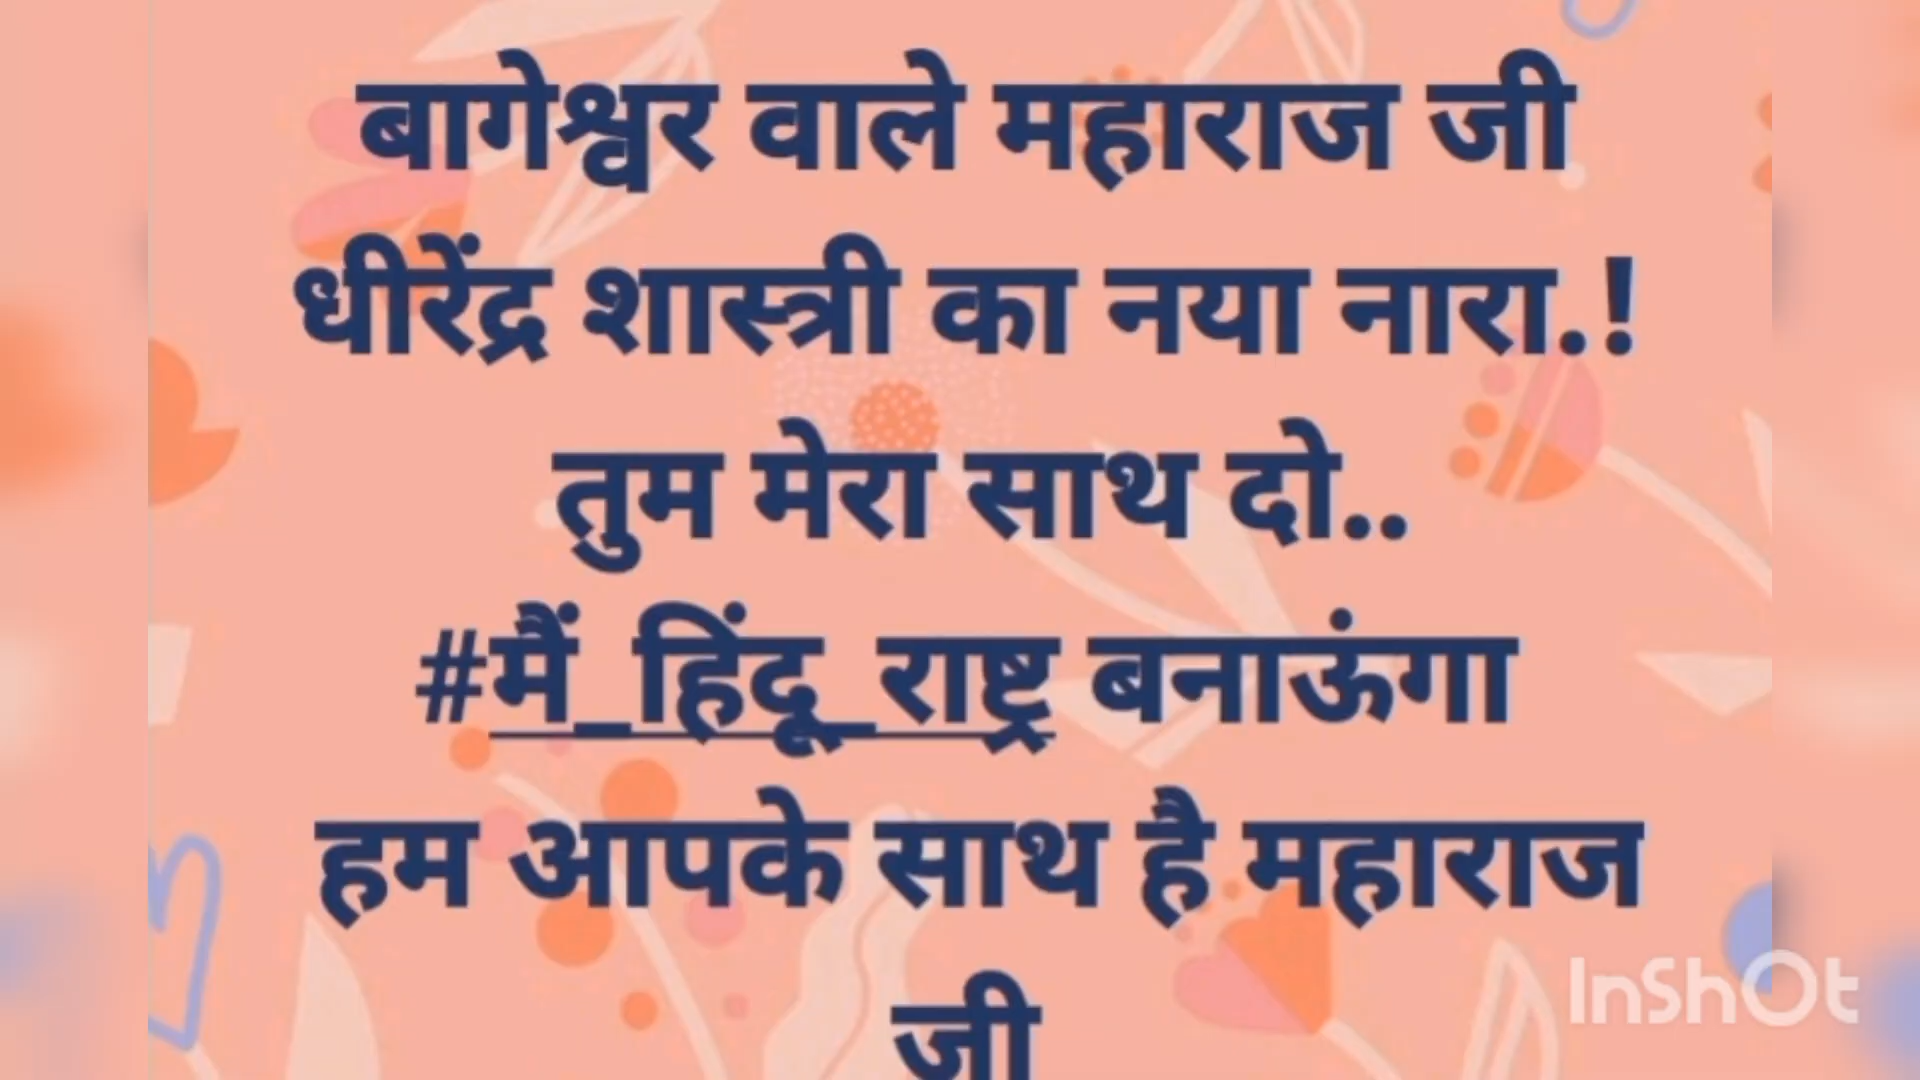 बागेश्वर वाले महाराज जी
धीरेंद्र शास्त्री का नया नारा.!
तुम मेरा साथ दो..
#मैं_हिंदू_राष्ट्र बनाऊंगा
हम आपके साथ है महाराज
जी
InShOt